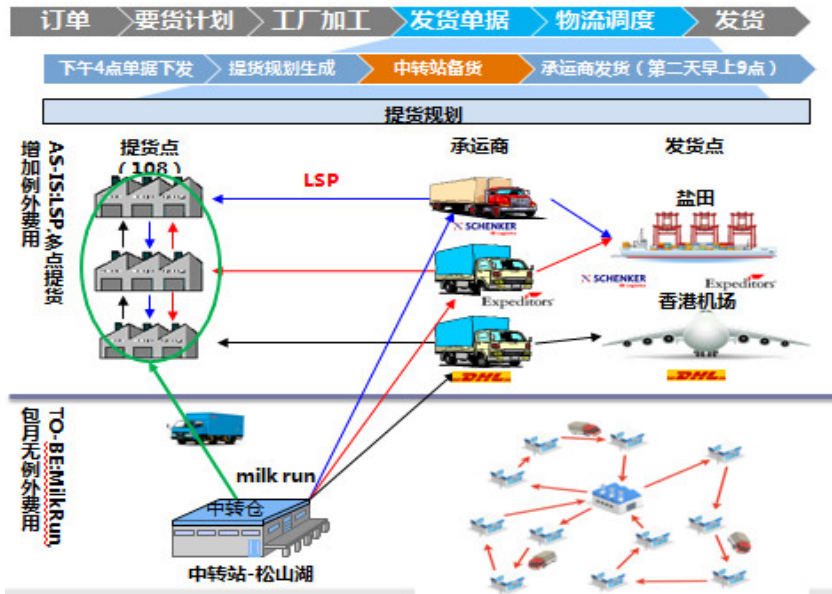 订单
要货计划
工厂加工
发货单据
物流调度
发货
下午4点单据下发
提货规划生成
中转站备货
承运商发货（第二天早上9点）
提货规划
AS-IS:LSP,多点提货
增加例外费用
提货点
（108）
承运商
发货点
LSP
盐田
SCHENKER
SCHENKER
Expeditors
Expeditors
香港机场
DHL
DHL
TO-BE:MilkRun,
包月无例外费用
milk run
中转仓
中转站-松山湖